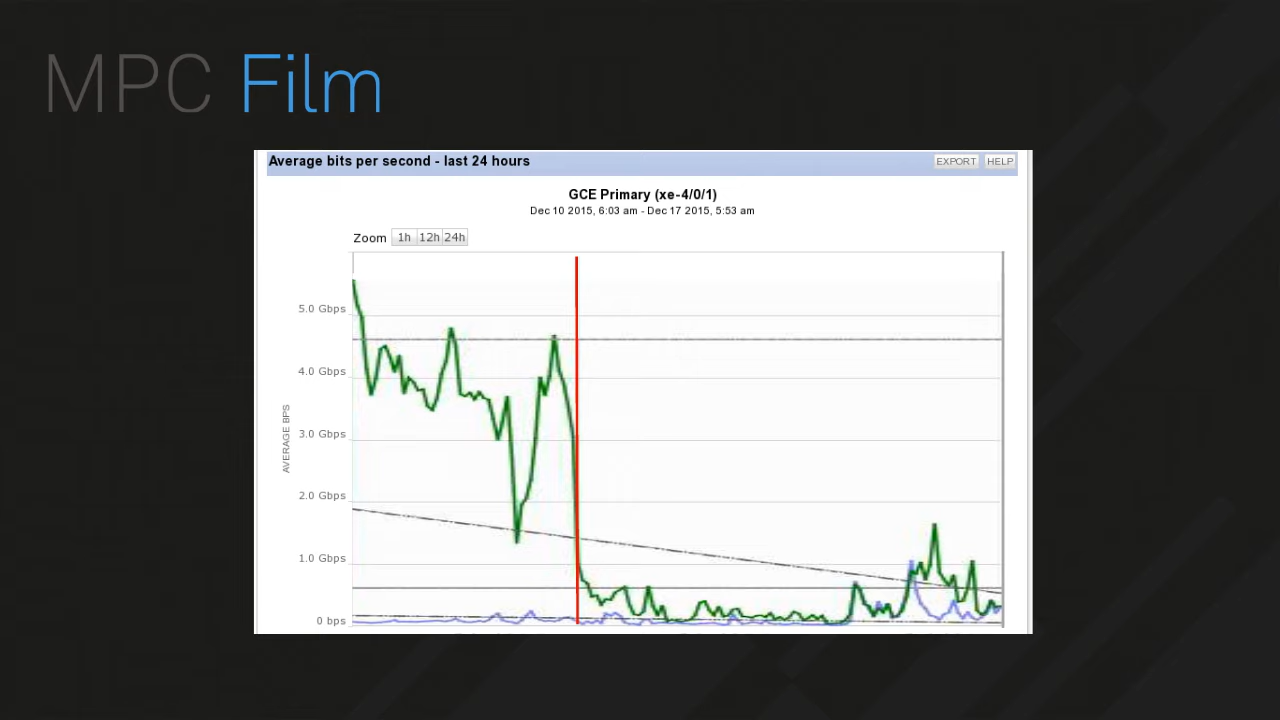 MPC Film
Average bits per second - last 24 hours
EXPORT HELP
GCE Primary (xe-4/0/1)
Dec 10 2015, 6:03 am - Dec 17 2015, 5:53 am
Zoom 1h 12h 24h
5.0 Gbps
4.0 Gbps
3.0 Gbps
2.0 Gbps
1.0 Gbps
0 bps
AVERAGE BPS